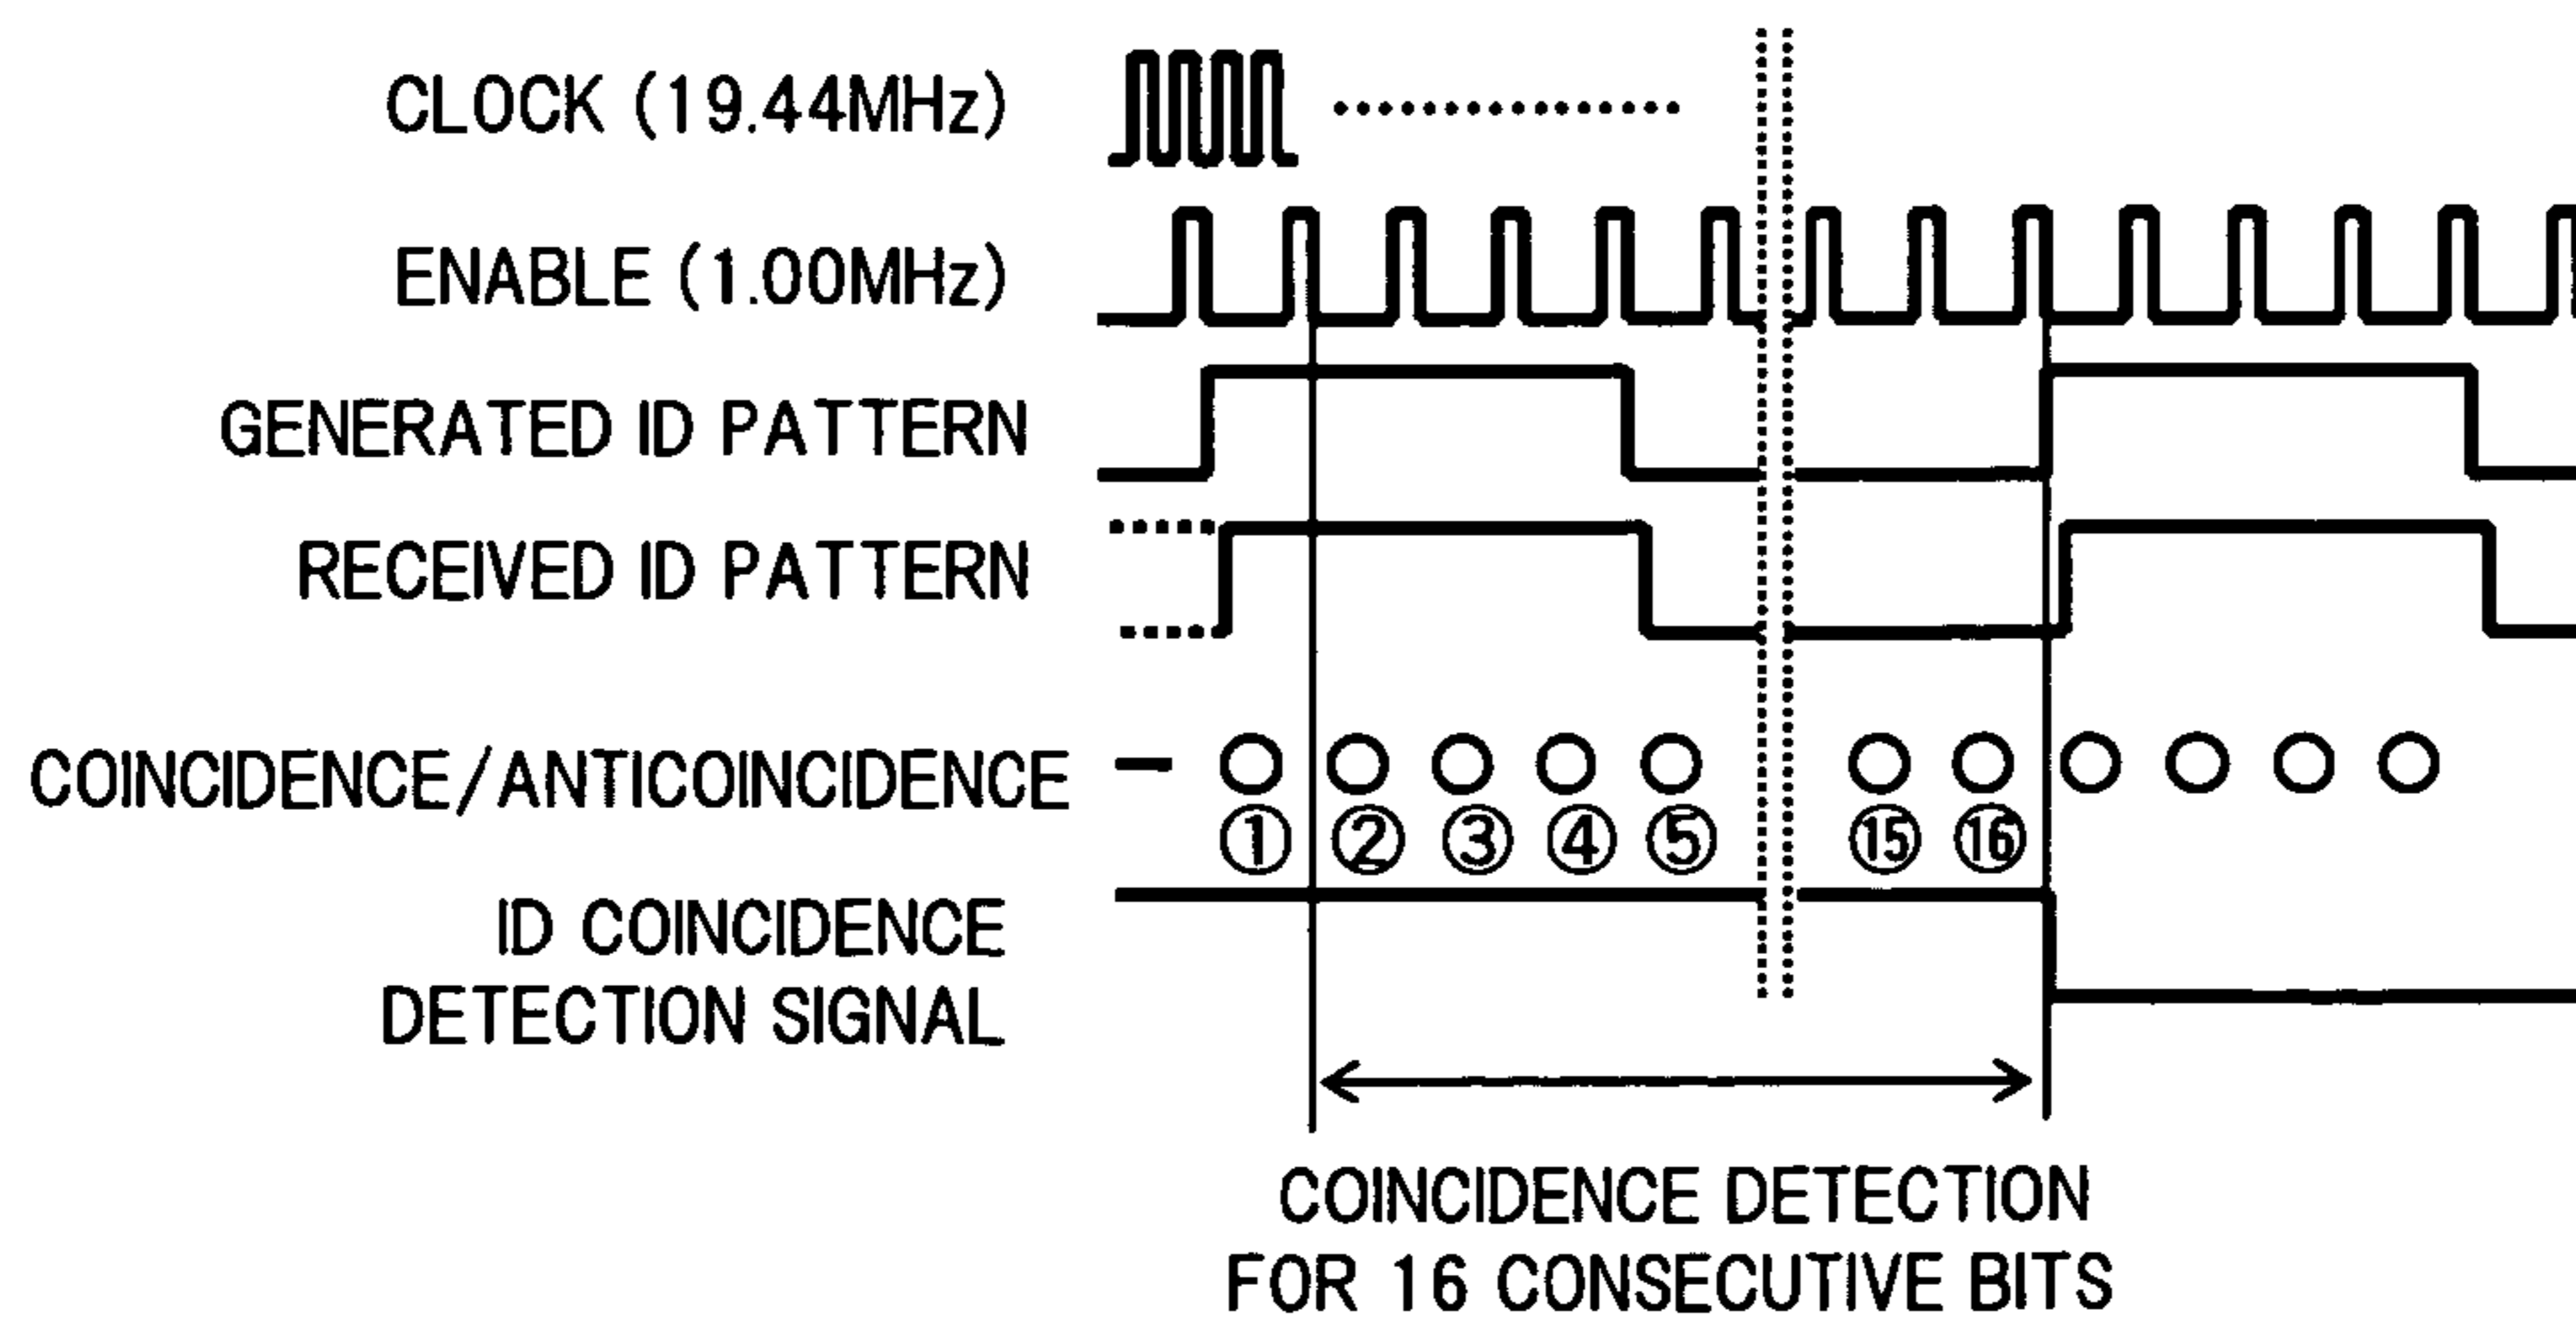 CLOCK (19.44MHz)
ENABLE (1.00MHz)
GENERATED ID PATTERN
RECEIVED ID PATTERN
COINCIDENCE/ANTICOINCIDENCE
① ② ③ ④ ⑤ ⑮ ⑯
ID COINCIDENCE
DETECTION SIGNAL
COINCIDENCE DETECTION
FOR 16 CONSECUTIVE BITS